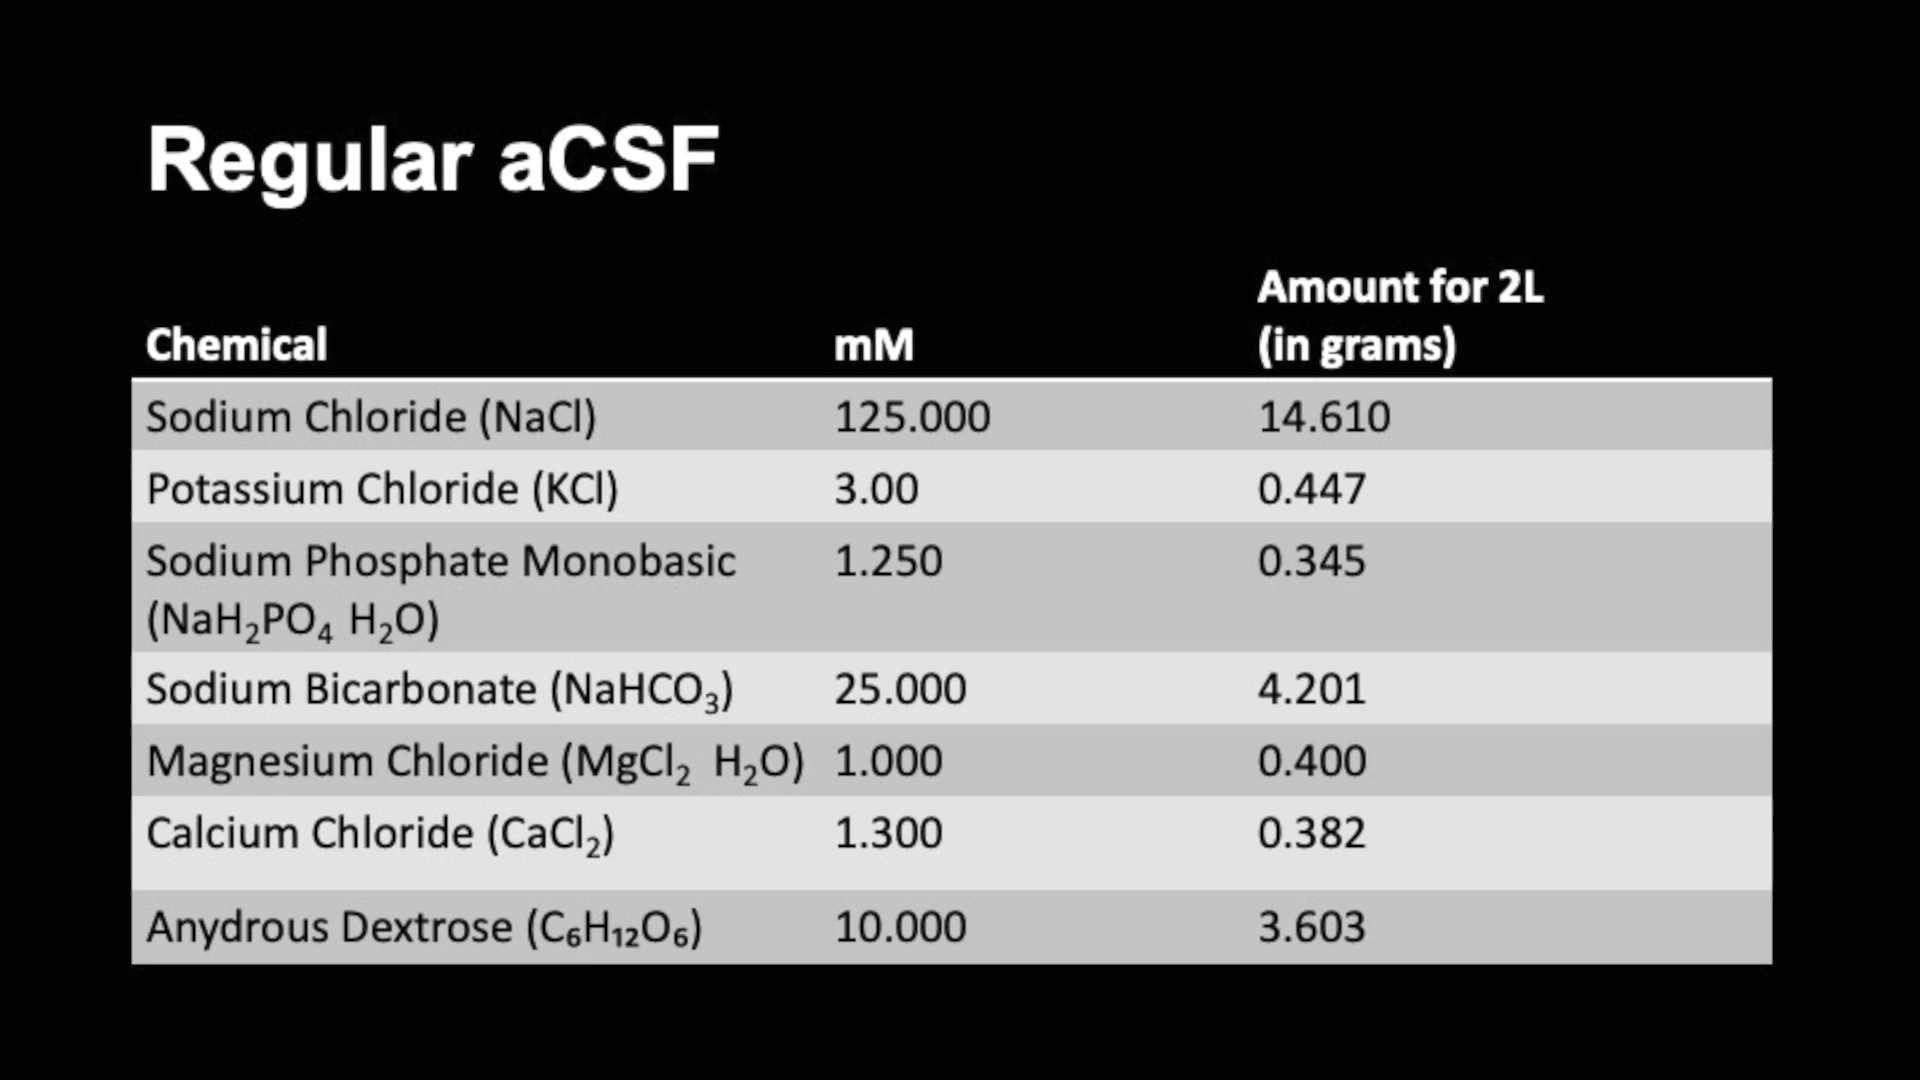 Regular aCSF
Chemical mM Amount for 2L (in grams)
Sodium Chloride (NaCl) 125.000 14.610
Potassium Chloride (KCl) 3.00 0.447
Sodium Phosphate Monobasic 1.250 0.345
(NaH₂PO₄ H₂O)
Sodium Bicarbonate (NaHCO₃) 25.000 4.201
Magnesium Chloride (MgCl₂ H₂O) 1.000 0.400
Calcium Chloride (CaCl₂) 1.300 0.382
Anydrous Dextrose (C₆H₁₂O₆) 10.000 3.603